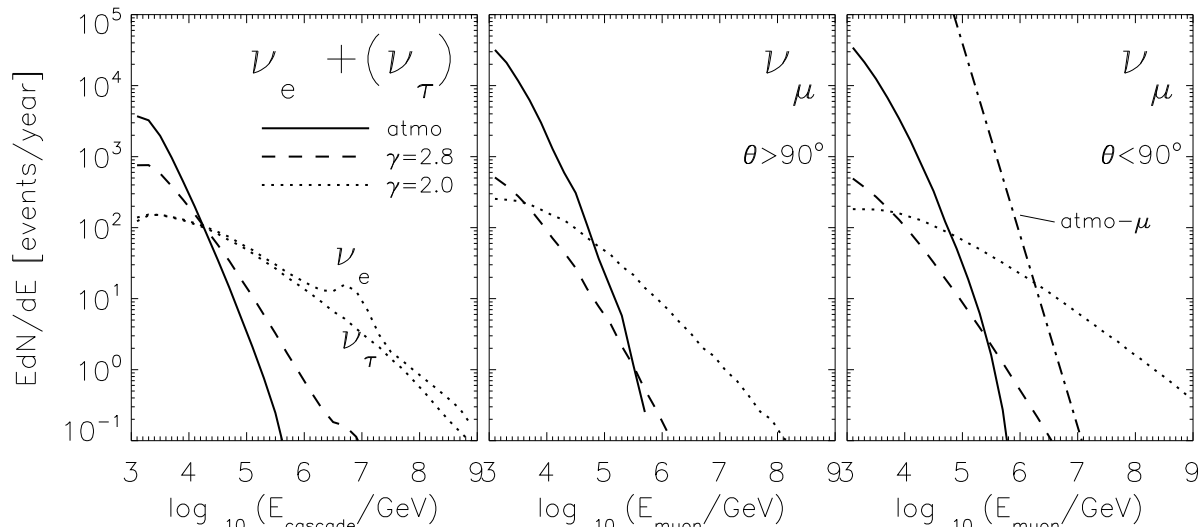 EdN/dE [events/year]
10^5
10^4
10^3
10^2
10^1
10^0
10^-1
ν_e + (ν_τ)
atmo
γ=2.8
γ=2.0
ν_e
ν_τ
3 4 5 6 7 8 9
log_10 (E_cascade/GeV)
ν_μ
θ>90°
3 4 5 6 7 8 9
log_10 (E_muon/GeV)
ν_μ
θ<90°
atmo-μ
3 4 5 6 7 8 9
log_10 (E_muon/GeV)